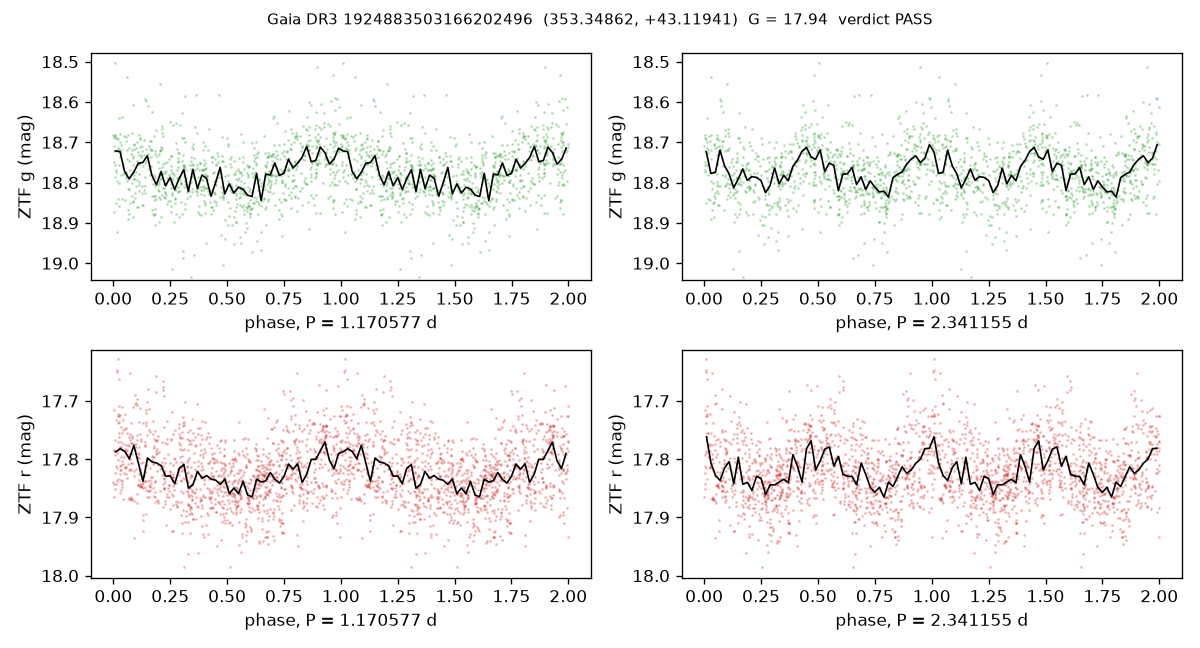 Gaia DR3 1924883503166202496 (353.34862, +43.11941) G = 17.94 verdict PASS
ZTF g (mag)
18.5
18.6
18.7
18.8
18.9
19.0
0.00 0.25 0.50 0.75 1.00 1.25 1.50 1.75 2.00
phase, P = 1.170577 d
ZTF g (mag)
18.5
18.6
18.7
18.8
18.9
19.0
0.00 0.25 0.50 0.75 1.00 1.25 1.50 1.75 2.00
phase, P = 2.341155 d
ZTF r (mag)
17.7
17.8
17.9
18.0
0.00 0.25 0.50 0.75 1.00 1.25 1.50 1.75 2.00
phase, P = 1.170577 d
ZTF r (mag)
17.7
17.8
17.9
18.0
0.00 0.25 0.50 0.75 1.00 1.25 1.50 1.75 2.00
phase, P = 2.341155 d